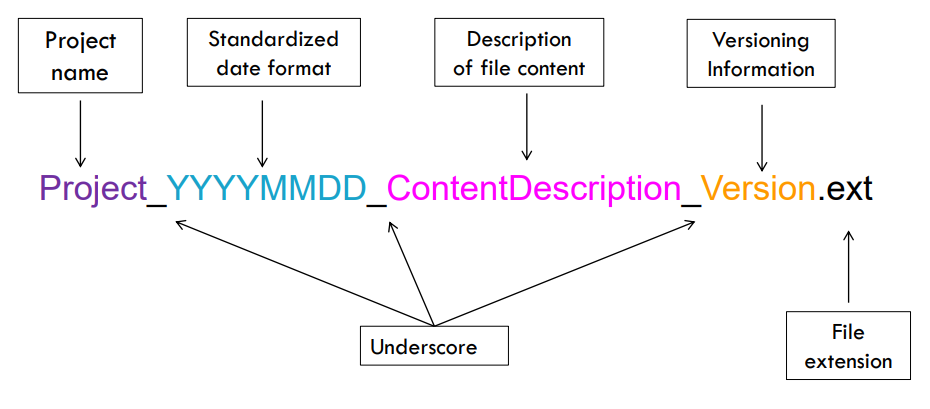 Project
name
Standardized
date format
Description
of file content
Versioning
Information
Project_YYYYMMDD_ContentDescription_Version.ext
Underscore
File
extension